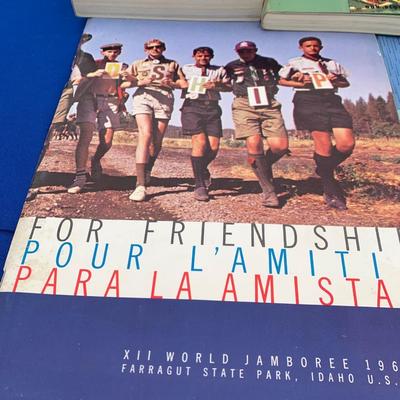 O S H I P
FOR FRIENDSHI
POUR L'AMITI
PARA LA AMISTA
XII WORLD JAMBOREE 196
FARRAGUT STATE PARK, IDAHO U.S.